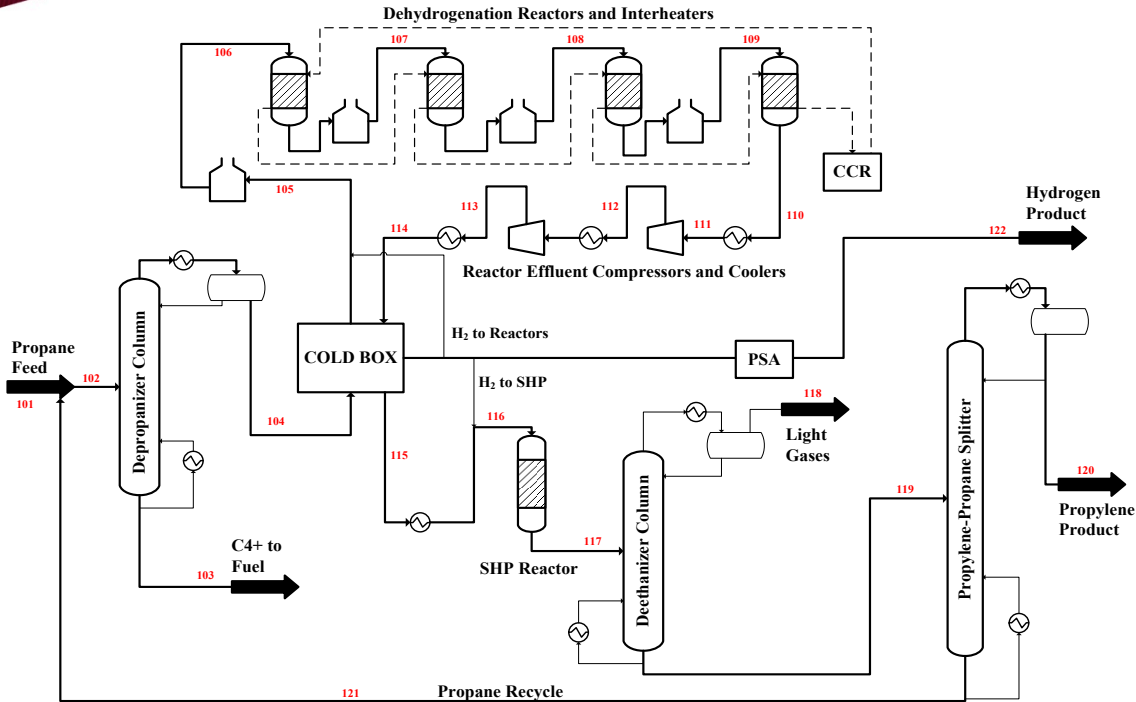 Dehydrogenation Reactors and Interheaters
106
107
108
109
CCR
105
113
112
111
110
114
Hydrogen
Product
122
Reactor Effluent Compressors and Coolers
H₂ to Reactors
COLD BOX
PSA
Propane
Feed
102
101
Depropanizer Column
104
H₂ to SHP
116
115
118
Light
Gases
Deethanizer Column
117
SHP Reactor
119
Propylene-Propane Splitter
120
Propylene
Product
C4+ to
Fuel
103
121
Propane Recycle